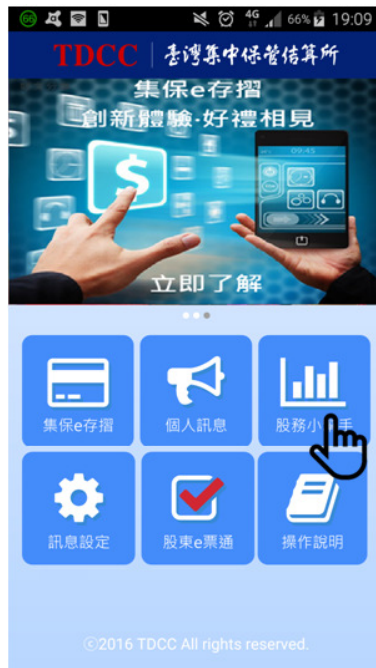 66 4G 66% 19:09
TDCC 臺灣集中保管結算所
集保e存摺
創新體驗‧好禮相見
09:45
立即了解
集保e存摺 個人訊息 股務小 手
訊息設定 股東e票通 操作說明
©2016 TDCC All rights reserved.